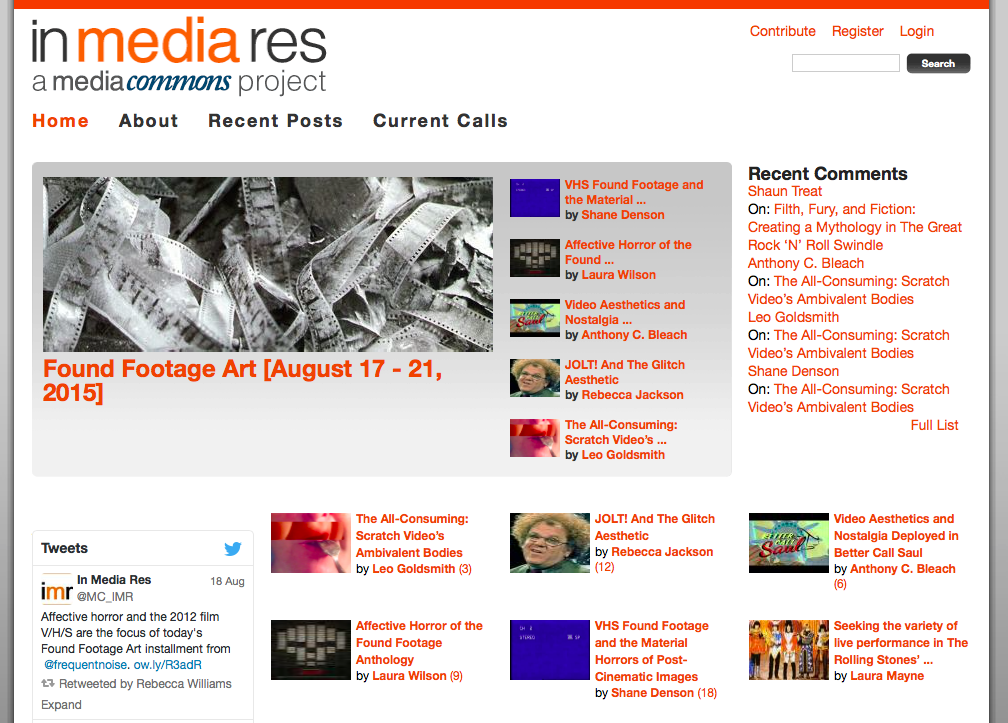 in media res
a mediacommons project
Contribute Register Login
Search
Home About Recent Posts Current Calls
Found Footage Art [August 17 - 21,
2015]
VHS Found Footage and
the Material ...
by Shane Denson
Affective Horror of the
Found ...
by Laura Wilson
Video Aesthetics and
Nostalgia ...
by Anthony C. Bleach
JOLT! And The Glitch
Aesthetic
by Rebecca Jackson
The All-Consuming:
Scratch Video's ...
by Leo Goldsmith
Recent Comments
Shaun Treat
On: Filth, Fury, and Fiction:
Creating a Mythology in The Great
Rock 'N' Roll Swindle
Anthony C. Bleach
On: The All-Consuming: Scratch
Video's Ambivalent Bodies
Leo Goldsmith
On: The All-Consuming: Scratch
Video's Ambivalent Bodies
Shane Denson
On: The All-Consuming: Scratch
Video's Ambivalent Bodies
Full List
Tweets
imr
In Media Res 18 Aug
@MC_IMR
Affective horror and the 2012 film
V/H/S are the focus of today's
Found Footage Art installment from
@frequentnoise. ow.ly/R3adR
Retweeted by Rebecca Williams
Expand
The All-Consuming:
Scratch Video's
Ambivalent Bodies
by Leo Goldsmith (3)
JOLT! And The Glitch
Aesthetic
by Rebecca Jackson
(12)
BETTER CALL
Saul
Video Aesthetics and
Nostalgia Deployed in
Better Call Saul
by Anthony C. Bleach
(6)
Affective Horror of the
Found Footage
Anthology
by Laura Wilson (9)
STEREO SP
VHS Found Footage
and the Material
Horrors of Post-
Cinematic Images
by Shane Denson (18)
Seeking the variety of
live performance in The
Rolling Stones' ...
by Laura Mayne